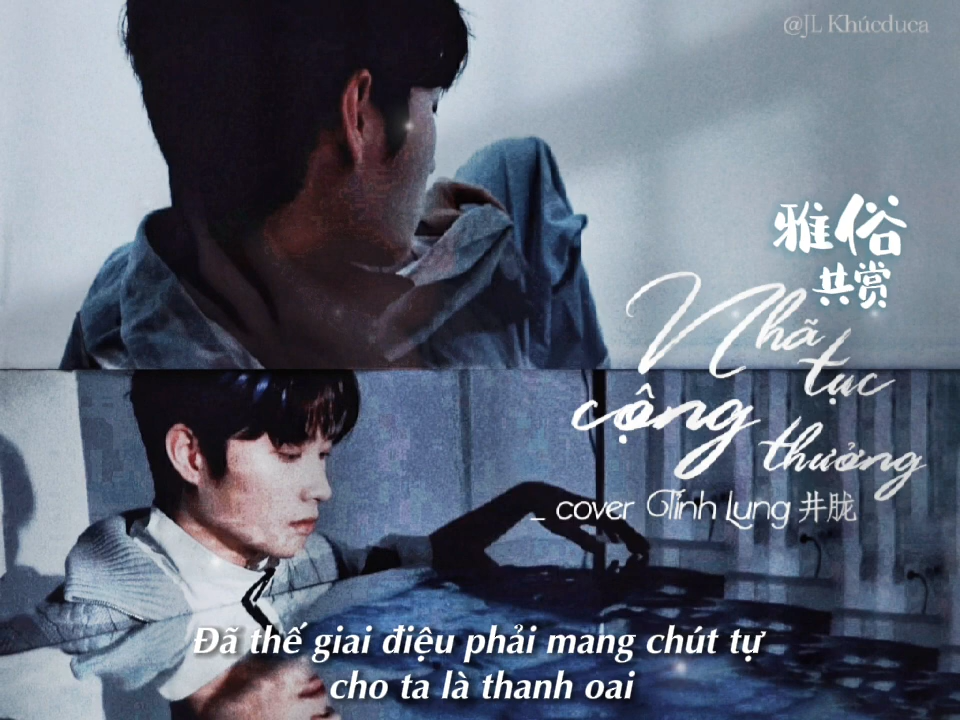 @JL Khúcduca
雅俗
共赏
Nhã
tục
cộng
thưởng
_ cover Tỉnh Lung 井胧
Đã thế giai điệu phải mang chút tự
cho ta là thanh oai